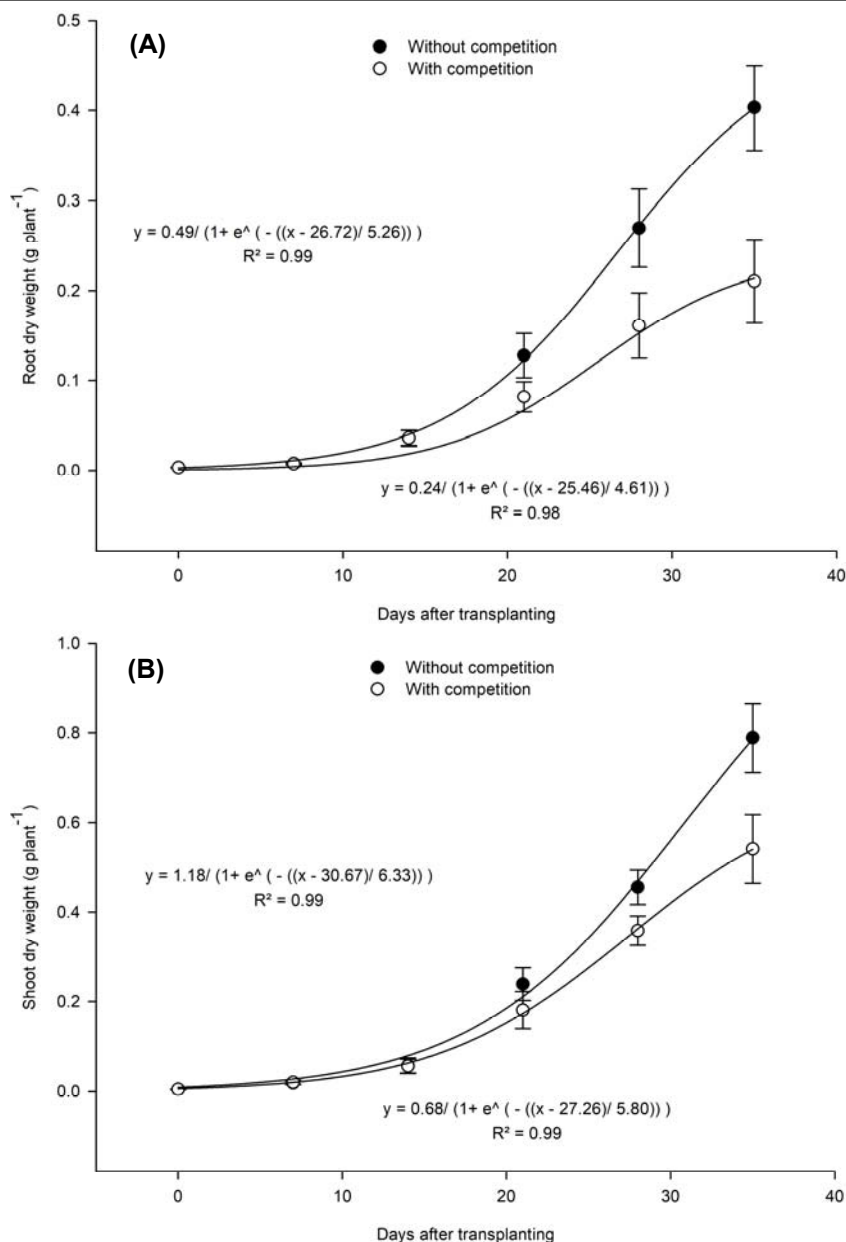 (A)
Without competition
With competition
0.5
0.4
0.3
0.2
0.1
0.0
Root dry weight (g plant⁻¹)
y = 0.49/ (1+ e^ ( - ((x - 26.72)/ 5.26)) )
R² = 0.99
y = 0.24/ (1+ e^ ( - ((x - 25.46)/ 4.61)) )
R² = 0.98
0 10 20 30 40
Days after transplanting
(B)
Without competition
With competition
1.0
0.8
0.6
0.4
0.2
0.0
Shoot dry weight (g plant⁻¹)
y = 1.18/ (1+ e^ ( - ((x - 30.67)/ 6.33)) )
R² = 0.99
y = 0.68/ (1+ e^ ( - ((x - 27.26)/ 5.80)) )
R² = 0.99
0 10 20 30 40
Days after transplanting